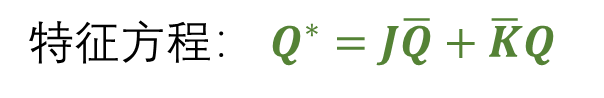 特征方程： Q* = JQ̅ + K̅Q